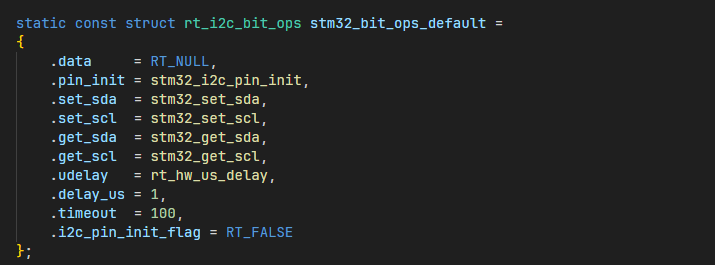 static const struct rt_i2c_bit_ops stm32_bit_ops_default =
{
    .data     = RT_NULL,
    .pin_init = stm32_i2c_pin_init,
    .set_sda  = stm32_set_sda,
    .set_scl  = stm32_set_scl,
    .get_sda  = stm32_get_sda,
    .get_scl  = stm32_get_scl,
    .udelay   = rt_hw_us_delay,
    .delay_us = 1,
    .timeout  = 100,
    .i2c_pin_init_flag = RT_FALSE
};